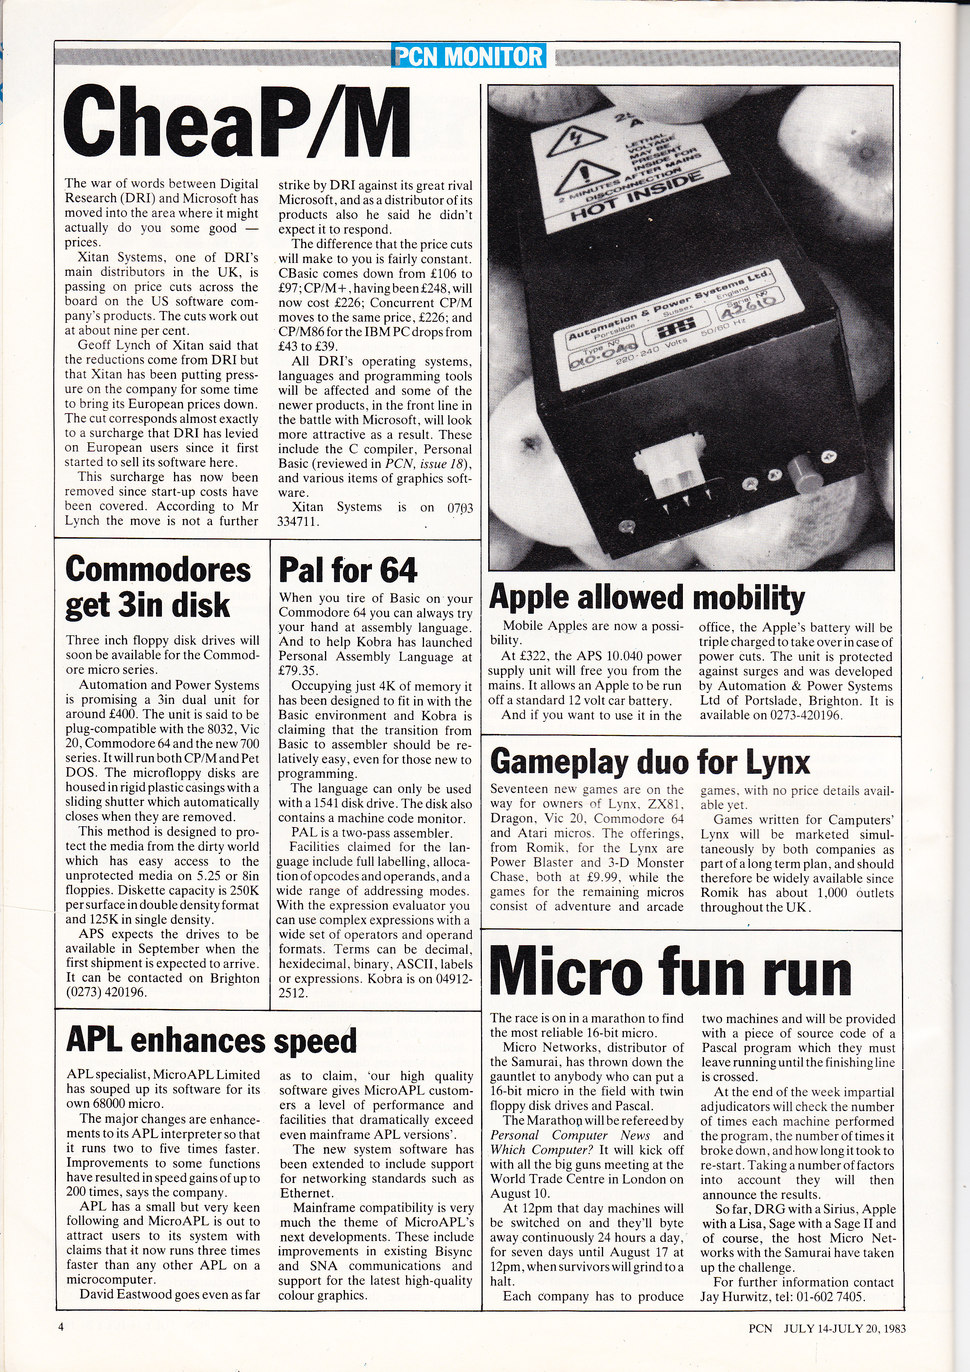 PCN MONITOR
CheaP/M
The war of words between Digital
Research (DRI) and Microsoft has
moved into the area where it might
actually do you some good —
prices.
Xitan Systems, one of DRI's
main distributors in the UK, is
passing on price cuts across the
board on the US software com-
pany's products. The cuts work out
at about nine per cent.
Geoff Lynch of Xitan said that
the reductions come from DRI but
that Xitan has been putting press-
ure on the company for some time
to bring its European prices down.
The cut corresponds almost exactly
to a surcharge that DRI has levied
on European users since it first
started to sell its software here.
This surcharge has now been
removed since start-up costs have
been covered. According to Mr
Lynch the move is not a further
strike by DRI against its great rival
Microsoft, and as a distributor of its
products also he said he didn't
expect it to respond.
The difference that the price cuts
will make to you is fairly constant.
CBasic comes down from £106 to
£97; CP/M+, having been £248, will
now cost £226; Concurrent CP/M
moves to the same price, £226; and
CP/M86 for the IBM PC drops from
£43 to £39.
All DRI's operating systems,
languages and programming tools
will be affected and some of the
newer products, in the front line in
the battle with Microsoft, will look
more attractive as a result. These
include the C compiler, Personal
Basic (reviewed in PCN, issue 18),
and various items of graphics soft-
ware.
Xitan Systems is on 0703
334711.
LETHAL
VOLTAGE
MAY BE
PRESENT
INSIDE FOR
2 MINUTES AFTER MAINS
DISCONNECTION
HOT INSIDE
Automation & Power Systems Ltd.
Portslade Sussex England
Type No
010-040
aps
Serial No
A2610
220-240 Volts 50/60 Hz
Commodores
get 3in disk
Three inch floppy disk drives will
soon be available for the Commod-
ore micro series.
Automation and Power Systems
is promising a 3in dual unit for
around £400. The unit is said to be
plug-compatible with the 8032, Vic
20, Commodore 64 and the new 700
series. It will run both CP/M and Pet
DOS. The microfloppy disks are
housed in rigid plastic casings with a
sliding shutter which automatically
closes when they are removed.
This method is designed to pro-
tect the media from the dirty world
which has easy access to the
unprotected media on 5.25 or 8in
floppies. Diskette capacity is 250K
per surface in double density format
and 125K in single density.
APS expects the drives to be
available in September when the
first shipment is expected to arrive.
It can be contacted on Brighton
(0273) 420196.
Pal for 64
When you tire of Basic on your
Commodore 64 you can always try
your hand at assembly language.
And to help Kobra has launched
Personal Assembly Language at
£79.35.
Occupying just 4K of memory it
has been designed to fit in with the
Basic environment and Kobra is
claiming that the transition from
Basic to assembler should be re-
latively easy, even for those new to
programming.
The language can only be used
with a 1541 disk drive. The disk also
contains a machine code monitor.
PAL is a two-pass assembler.
Facilities claimed for the lan-
guage include full labelling, alloca-
tion of opcodes and operands, and a
wide range of addressing modes.
With the expression evaluator you
can use complex expressions with a
wide set of operators and operand
formats. Terms can be decimal,
hexidecimal, binary, ASCII, labels
or expressions. Kobra is on 04912-
2512.
Apple allowed mobility
Mobile Apples are now a possi-
bility.
At £322, the APS 10.040 power
supply unit will free you from the
mains. It allows an Apple to be run
off a standard 12 volt car battery.
And if you want to use it in the
office, the Apple's battery will be
triple charged to take over in case of
power cuts. The unit is protected
against surges and was developed
by Automation & Power Systems
Ltd of Portslade, Brighton. It is
available on 0273-420196.
Gameplay duo for Lynx
Seventeen new games are on the
way for owners of Lynx, ZX81,
Dragon, Vic 20, Commodore 64
and Atari micros. The offerings,
from Romik, for the Lynx are
Power Blaster and 3-D Monster
Chase, both at £9.99, while the
games for the remaining micros
consist of adventure and arcade
games, with no price details avail-
able yet.
Games written for Camputers'
Lynx will be marketed simul-
taneously by both companies as
part of a long term plan, and should
therefore be widely available since
Romik has about 1,000 outlets
throughout the UK.
Micro fun run
The race is on in a marathon to find
the most reliable 16-bit micro.
Micro Networks, distributor of
the Samurai, has thrown down the
gauntlet to anybody who can put a
16-bit micro in the field with twin
floppy disk drives and Pascal.
The Marathon will be refereed by
Personal Computer News and
Which Computer? It will kick off
with all the big guns meeting at the
World Trade Centre in London on
August 10.
At 12pm that day machines will
be switched on and they'll byte
away continuously 24 hours a day,
for seven days until August 17 at
12pm, when survivors will grind to a
halt.
Each company has to produce
two machines and will be provided
with a piece of source code of a
Pascal program which they must
leave running until the finishing line
is crossed.
At the end of the week impartial
adjudicators will check the number
of times each machine performed
the program, the number of times it
broke down, and how long it took to
re-start. Taking a number of factors
into account they will then
announce the results.
So far, DRG with a Sirius, Apple
with a Lisa, Sage with a Sage II and
of course, the host Micro Net-
works with the Samurai have taken
up the challenge.
For further information contact
Jay Hurwitz, tel: 01-602 7405.
APL enhances speed
APL specialist, MicroAPL Limited
has souped up its software for its
own 68000 micro.
The major changes are enhance-
ments to its APL interpreter so that
it runs two to five times faster.
Improvements to some functions
have resulted in speed gains of up to
200 times, says the company.
APL has a small but very keen
following and MicroAPL is out to
attract users to its system with
claims that it now runs three times
faster than any other APL on a
microcomputer.
David Eastwood goes even as far
as to claim, 'our high quality
software gives MicroAPL custom-
ers a level of performance and
facilities that dramatically exceed
even mainframe APL versions'.
The new system software has
been extended to include support
for networking standards such as
Ethernet.
Mainframe compatibility is very
much the theme of MicroAPL's
next developments. These include
improvements in existing Bisync
and SNA communications and
support for the latest high-quality
colour graphics.
4
PCN JULY 14-JULY 20, 1983